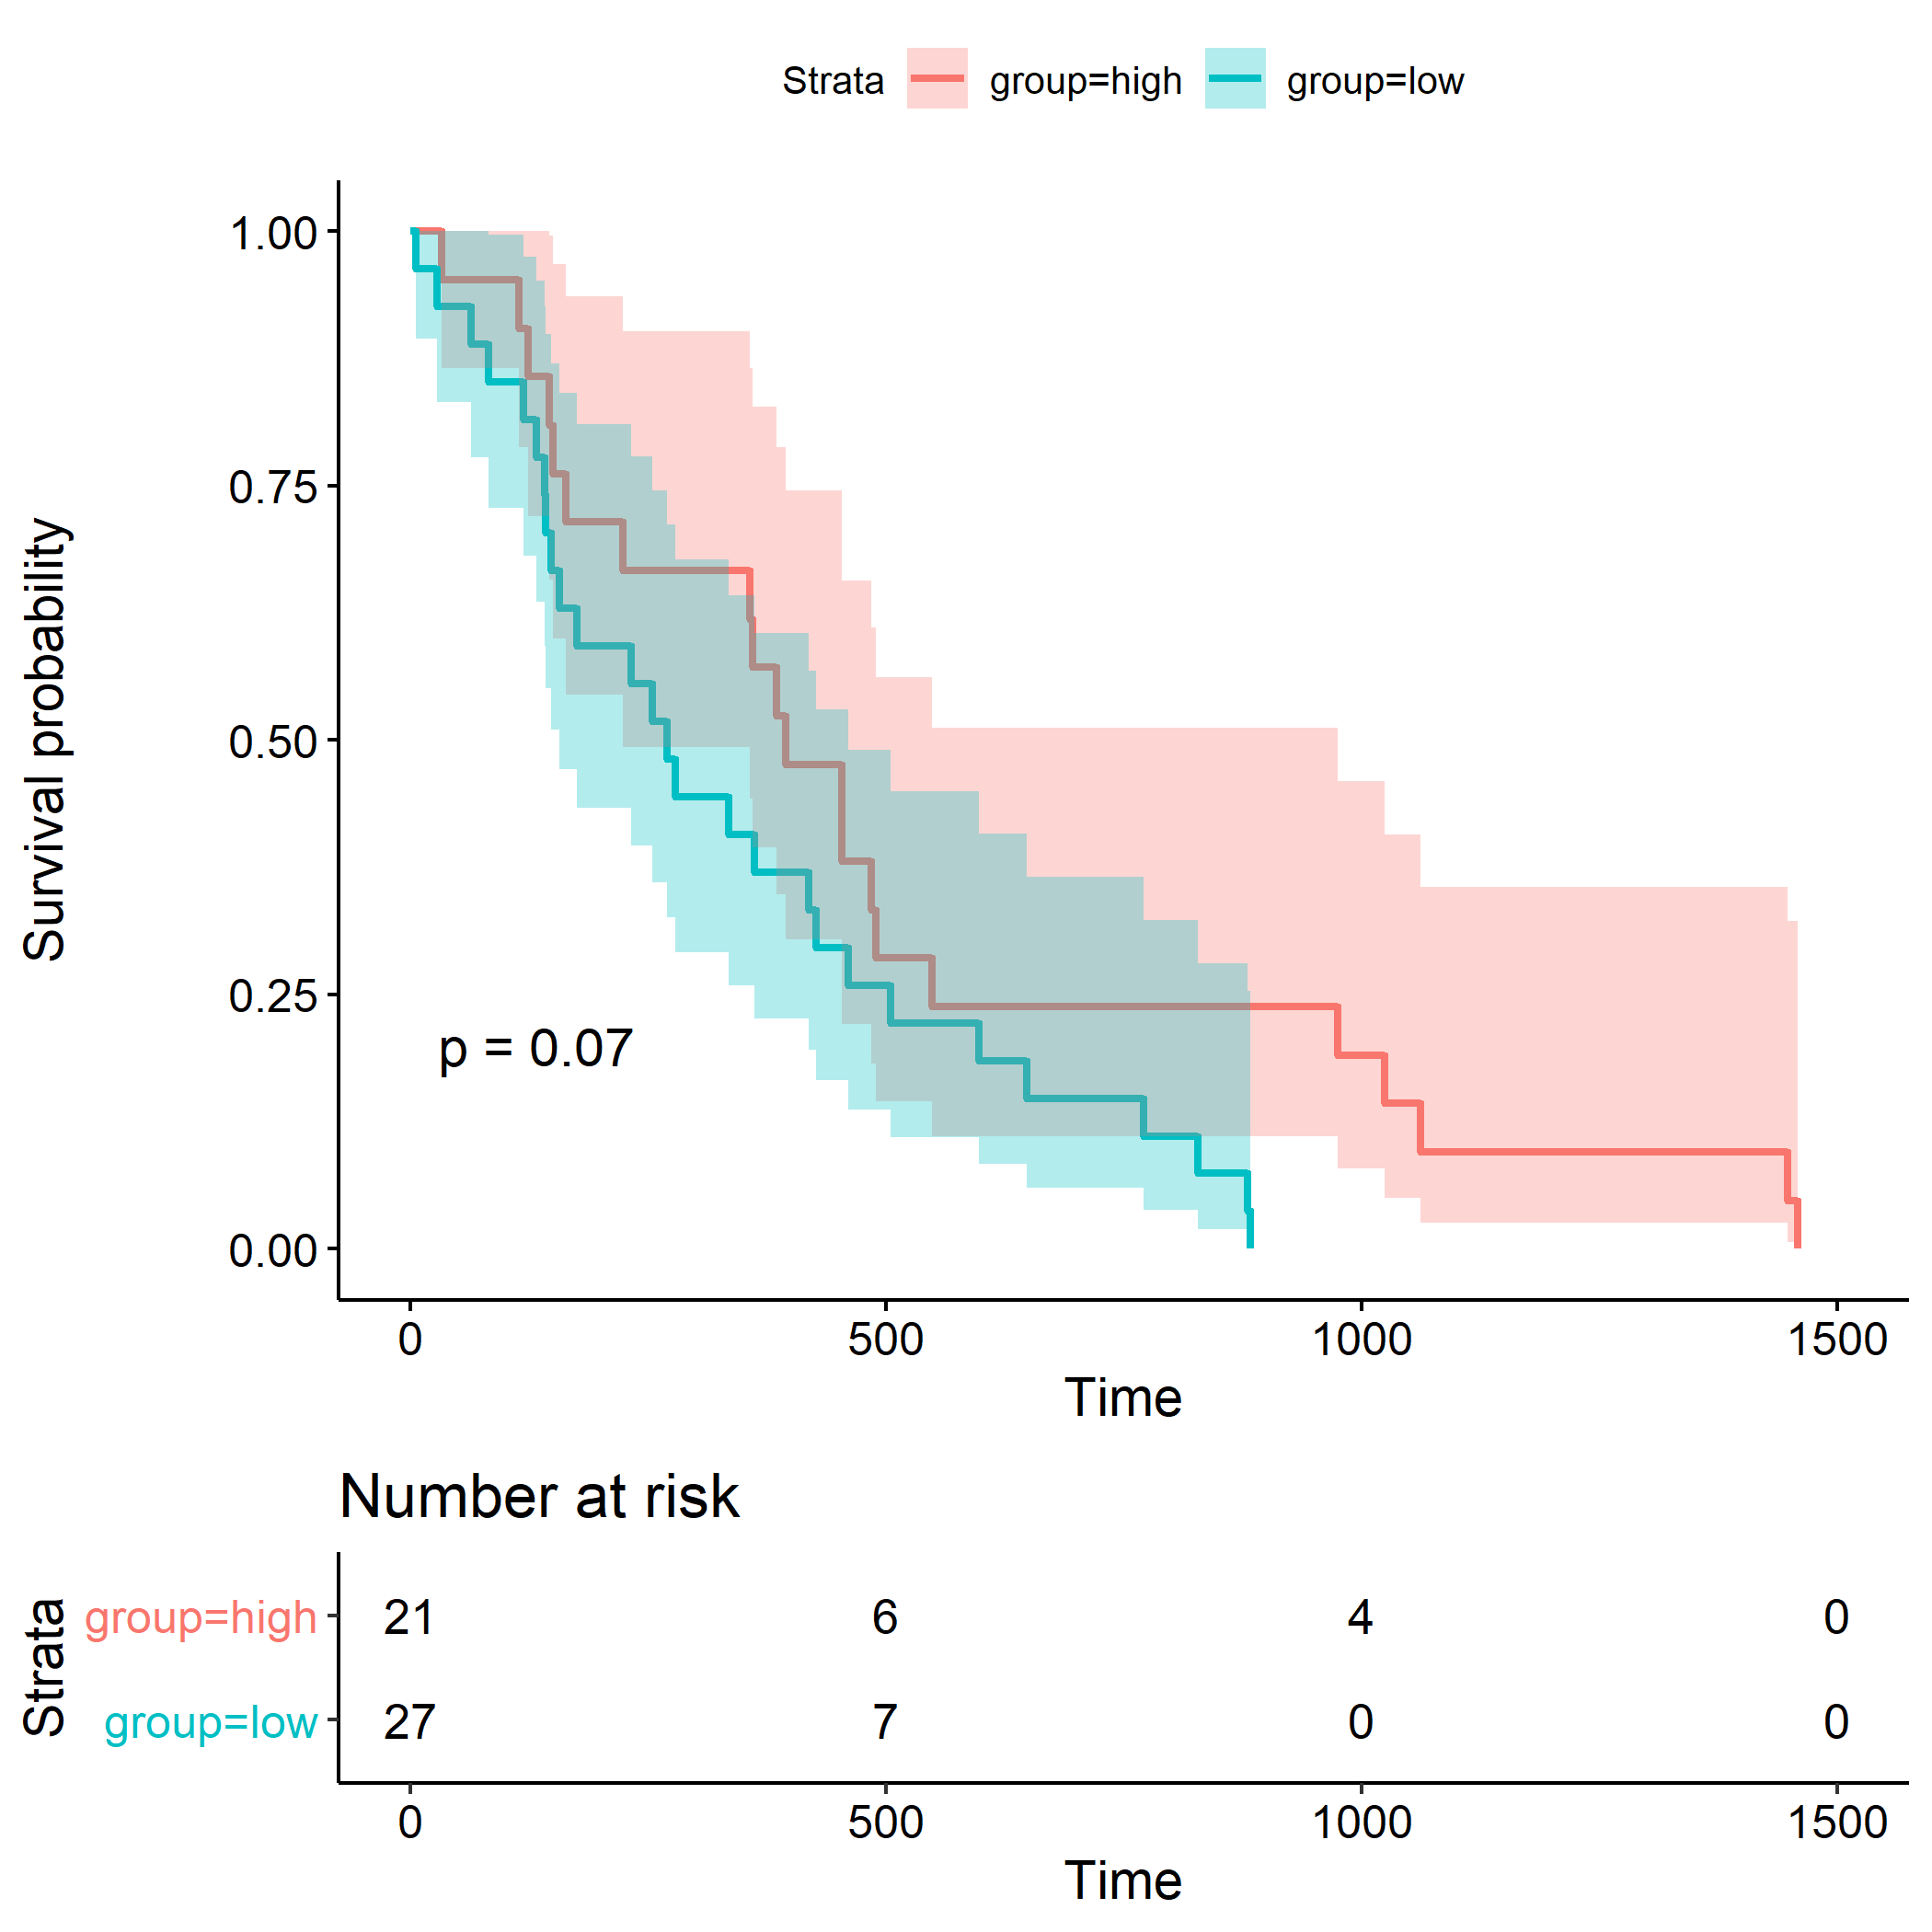 Strata group=high group=low
1.00
0.75
0.50
0.25
0.00
Survival probability
p = 0.07
0 500 1000 1500
Time
Number at risk
Strata
group=high 21 6 4 0
group=low 27 7 0 0
0 500 1000 1500
Time